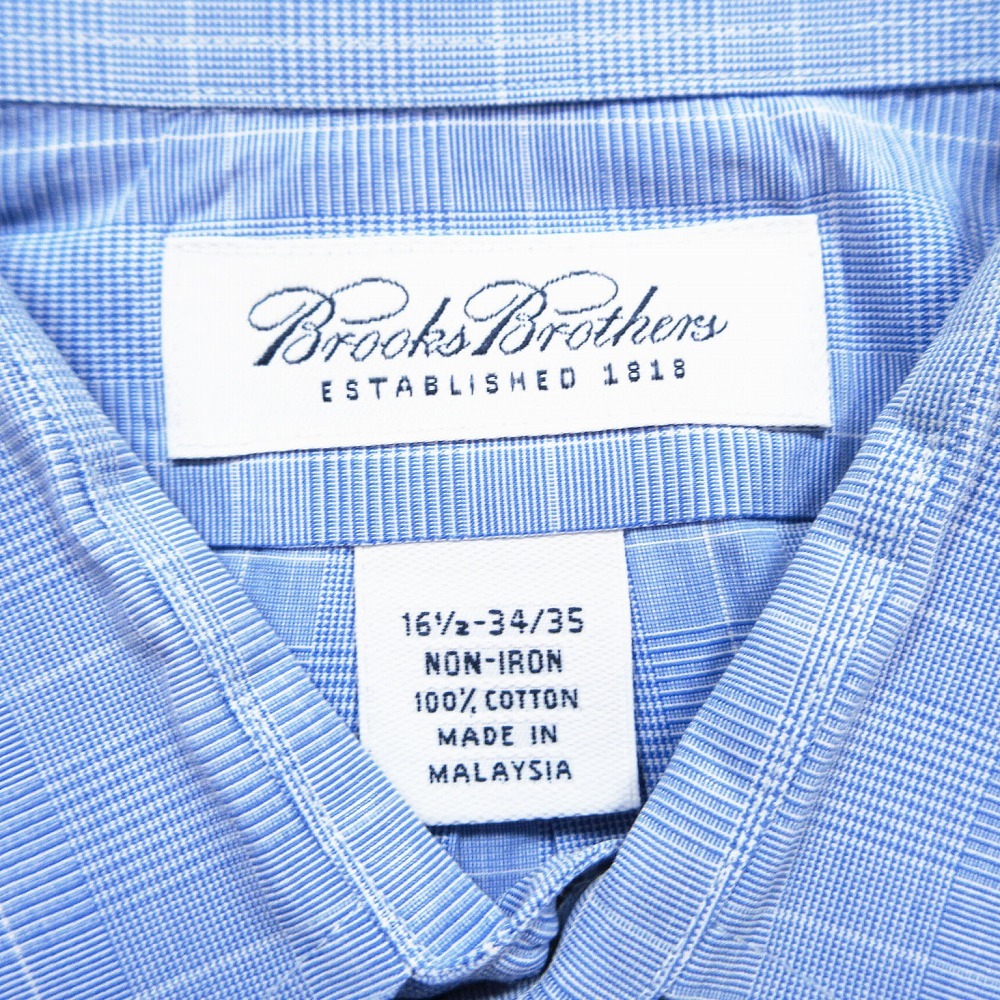 Brooks Brothers
ESTABLISHED 1818
16½-34/35
NON-IRON
100% COTTON
MADE IN
MALAYSIA